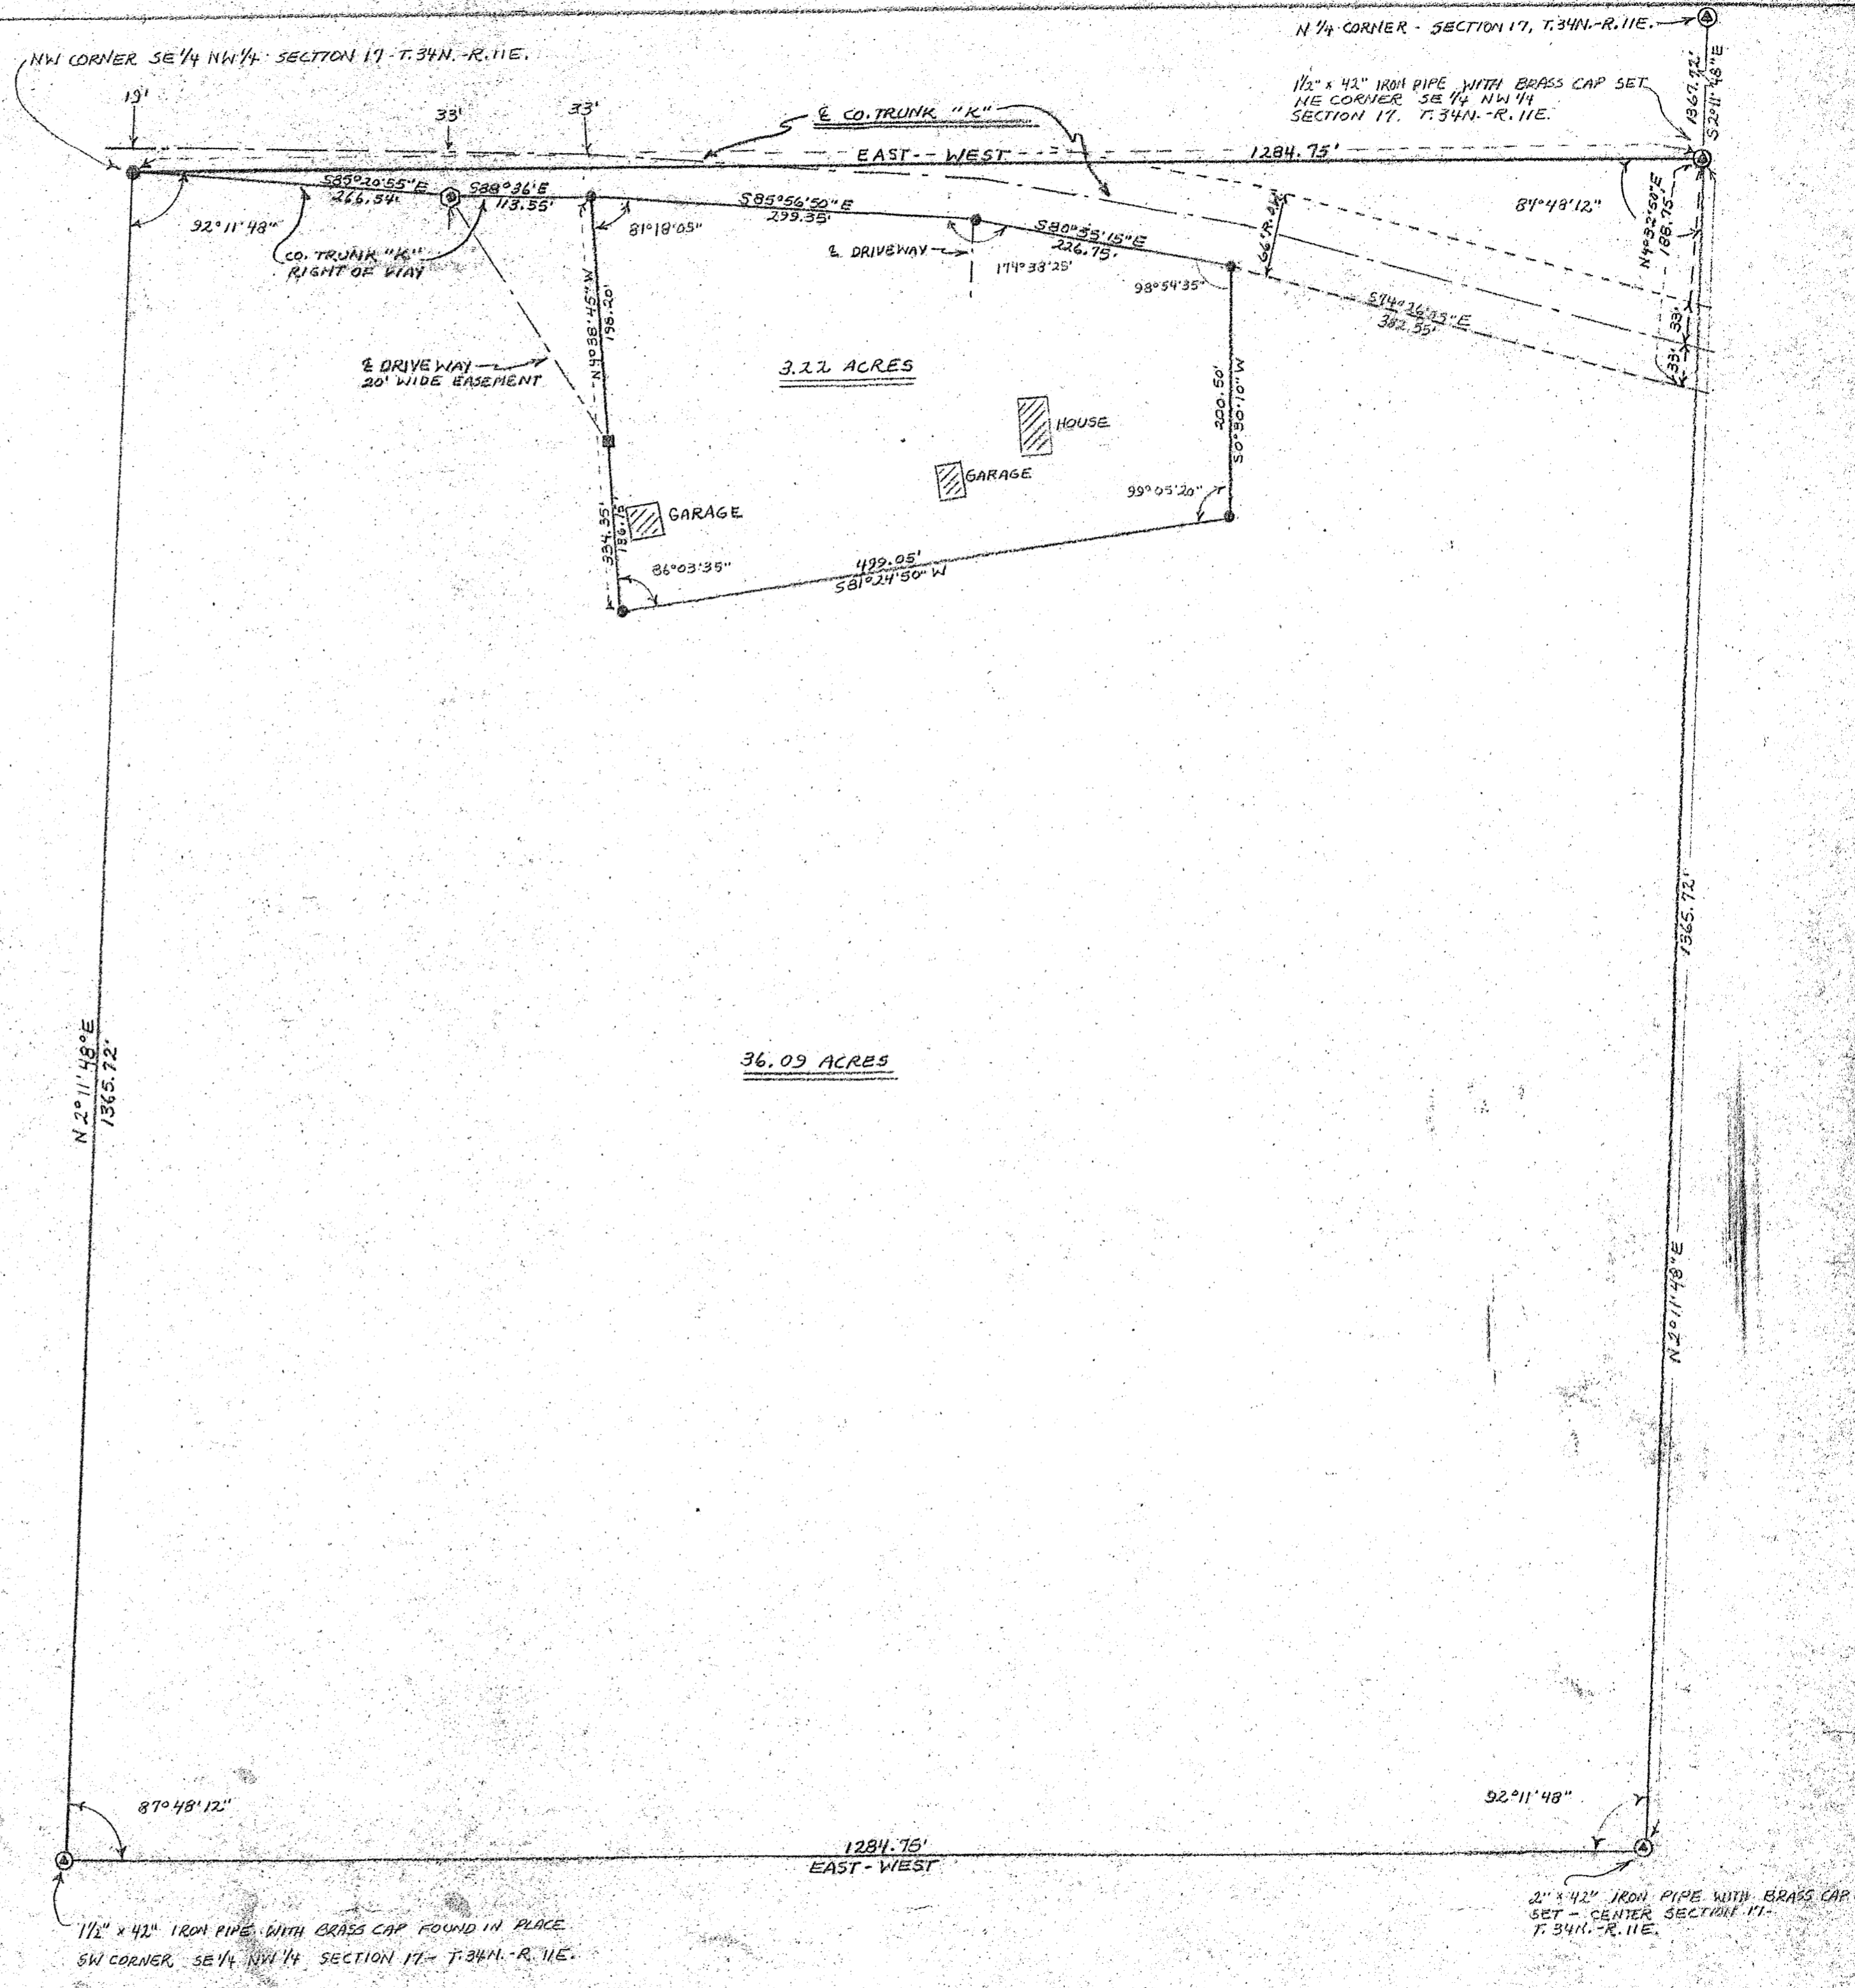 N 1/4 CORNER - SECTION 17, T.34N.-R.11E.
NW CORNER SE 1/4 NW 1/4 SECTION 17 - T.34N.-R.11E.
1367.72'
S2°11'48"E
1 1/2" x 42" IRON PIPE WITH BRASS CAP SET
NE CORNER SE 1/4 NW 1/4
SECTION 17. T.34N.-R.11E.
19'
33'
33'
℄ CO. TRUNK "K"
EAST - WEST
1284.75'
S85°20'55"E
266.54'
S88°36'E
113.55'
S85°56'50"E
299.35'
S80°35'15"E
226.75'
92°11'48"
81°18'05"
℄ DRIVEWAY
174°38'25"
98°54'35"
66' R.O.W.
87°48'12"
188.75'
CO. TRUNK "K"
RIGHT OF WAY
N4°38'45"W
198.20'
382.55'
33'
33'
℄ DRIVEWAY
20' WIDE EASEMENT
3.22 ACRES
200.50'
S0°30'10"W
HOUSE
GARAGE
GARAGE
99°05'20"
334.35'
136.15'
86°03'35"
499.05'
S81°24'50"W
1365.72'
N 2°11'48"E
1365.72'
36.09 ACRES
N 2°11'48"E
87°48'12"
92°11'48"
1284.75'
EAST - WEST
1 1/2" x 42" IRON PIPE WITH BRASS CAP FOUND IN PLACE
SW CORNER SE 1/4 NW 1/4 SECTION 17 - T.34N.-R.11E.
2" x 42" IRON PIPE WITH BRASS CAP
SET - CENTER SECTION 17-
T.34N.-R.11E.